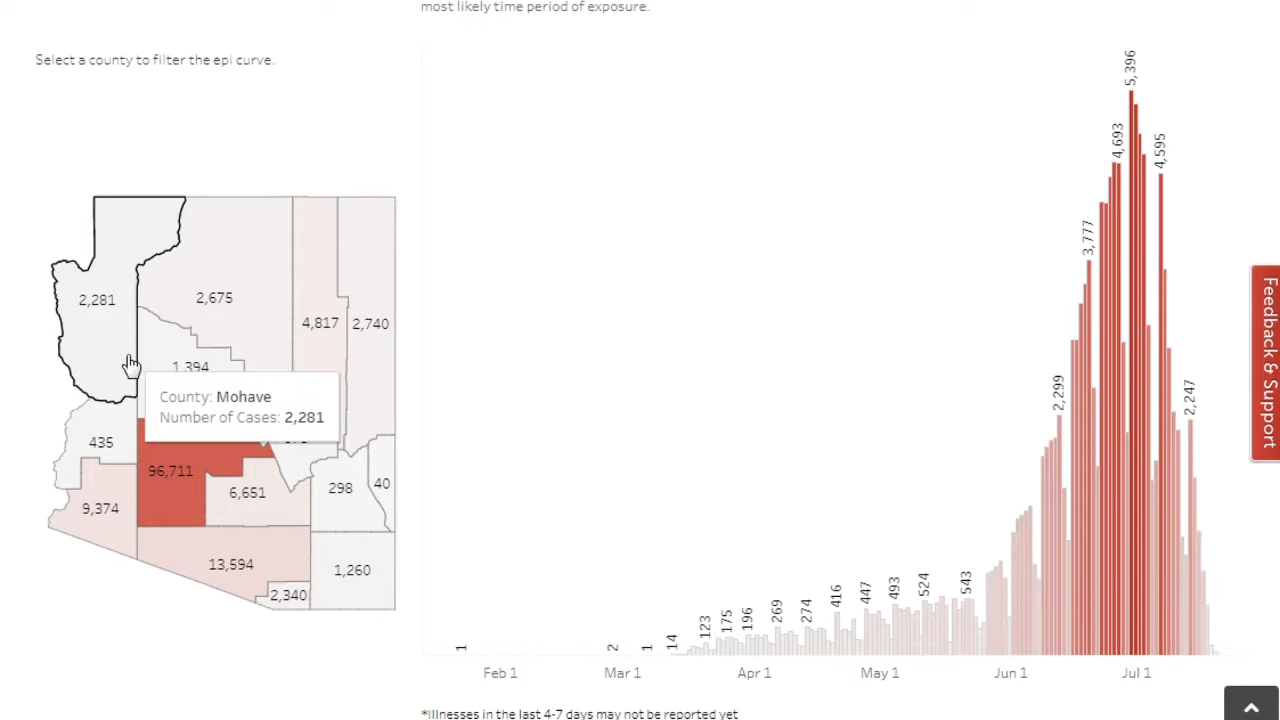 most likely time period of exposure.
Select a county to filter the epi curve.
2,281
2,675
4,817
2,740
1,394
County: Mohave
Number of Cases: 2,281
435
96,711
6,651
298
40
9,374
13,594
1,260
2,340
1
2
1
14
123
175
196
269
274
416
447
493
524
543
2,299
3,777
4,693
5,396
4,595
2,247
Feb 1
Mar 1
Apr 1
May 1
Jun 1
Jul 1
*Illnesses in the last 4-7 days may not be reported yet
Feedback & Support